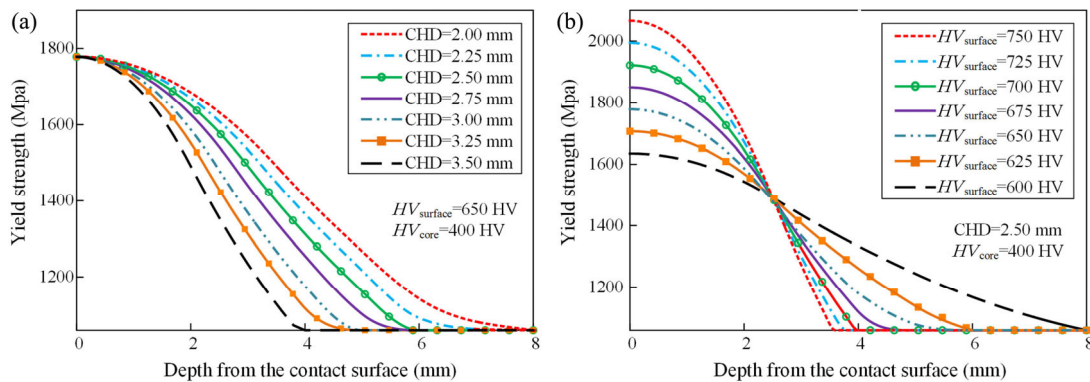 (a)
1800
1600
1400
1200
Yield strength (Mpa)
0
2
4
6
8
Depth from the contact surface (mm)
CHD=2.00 mm
CHD=2.25 mm
CHD=2.50 mm
CHD=2.75 mm
CHD=3.00 mm
CHD=3.25 mm
CHD=3.50 mm
HVsurface=650 HV
HVcore=400 HV
(b)
2000
1800
1600
1400
1200
Yield strength (Mpa)
0
2
4
6
8
Depth from the contact surface (mm)
HVsurface=750 HV
HVsurface=725 HV
HVsurface=700 HV
HVsurface=675 HV
HVsurface=650 HV
HVsurface=625 HV
HVsurface=600 HV
CHD=2.50 mm
HVcore=400 HV